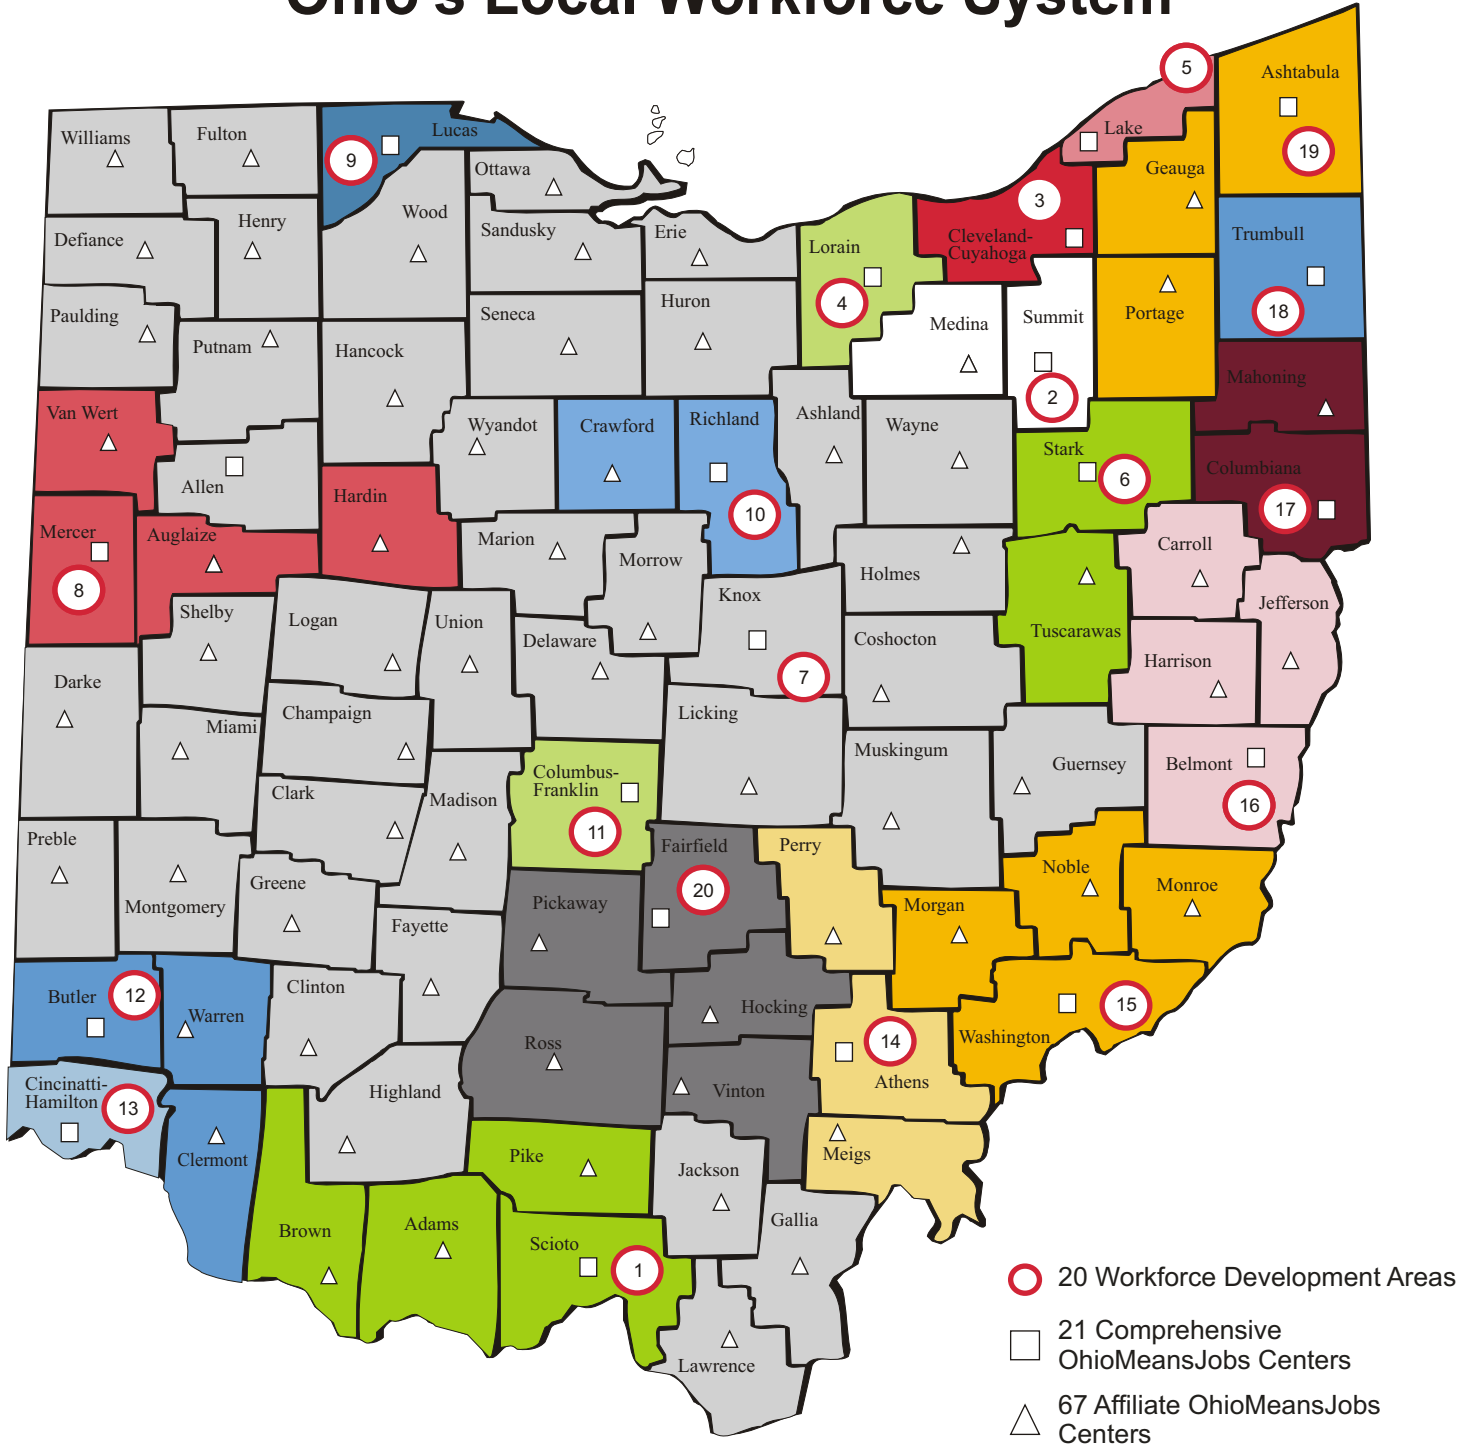 Ohio's Local Workforce System
5
Ashtabula
Williams
Fulton
Lucas
Lake
9
19
Ottawa
Geauga
Henry
Wood
3
Defiance
Sandusky
Erie
Lorain
Cleveland-
Cuyahoga
Trumbull
4
18
Paulding
Seneca
Huron
Medina
Summit
Portage
Putnam
Hancock
Mahoning
2
Van Wert
Wyandot
Crawford
Richland
Ashland
Wayne
Stark
Columbiana
6
Allen
Hardin
10
17
Mercer
Auglaize
Marion
Morrow
Holmes
Carroll
8
Shelby
Logan
Union
Knox
Jefferson
Delaware
Coshocton
Tuscarawas
Harrison
7
Darke
Miami
Champaign
Licking
Muskingum
Guernsey
Belmont
Clark
Madison
Columbus-
Franklin
16
11
Preble
Fairfield
Perry
Noble
Greene
20
Monroe
Montgomery
Pickaway
Morgan
Fayette
Butler
12
Clinton
Warren
Hocking
15
Ross
14
Washington
Cincinatti-
Hamilton
13
Highland
Vinton
Athens
Clermont
Pike
Jackson
Meigs
Brown
Adams
Scioto
Gallia
1
Lawrence
20 Workforce Development Areas
21 Comprehensive
OhioMeansJobs Centers
67 Affiliate OhioMeansJobs
Centers